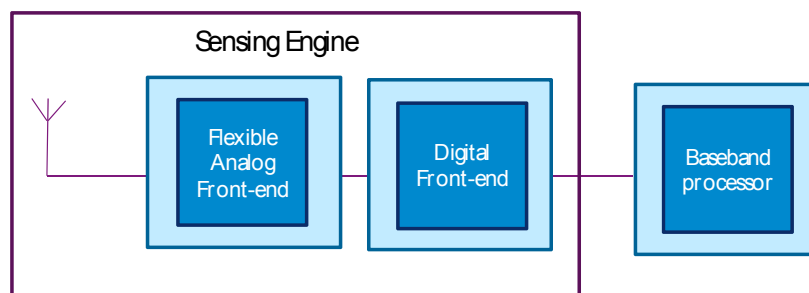 Sensing Engine
Flexible
Analog
Front-end
Digital
Front-end
Baseband
processor